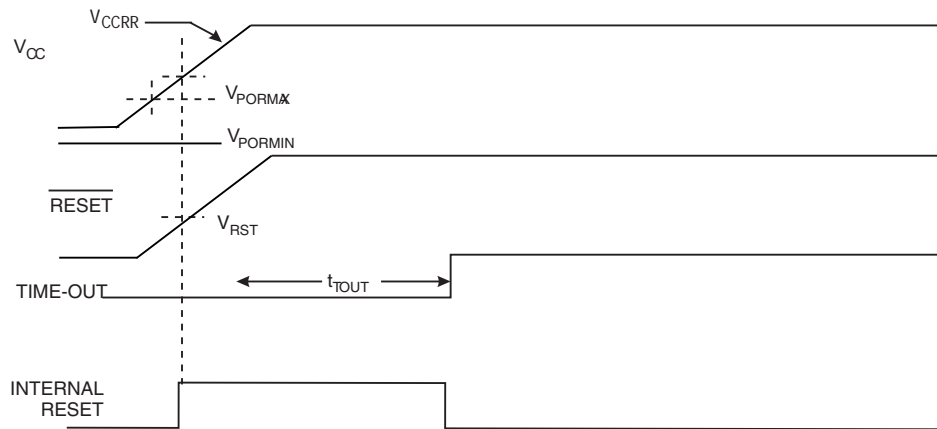 VCCRR
VCC
VPORMAX
VPORMIN
RESET
VRST
tTOUT
TIME-OUT
INTERNAL
RESET